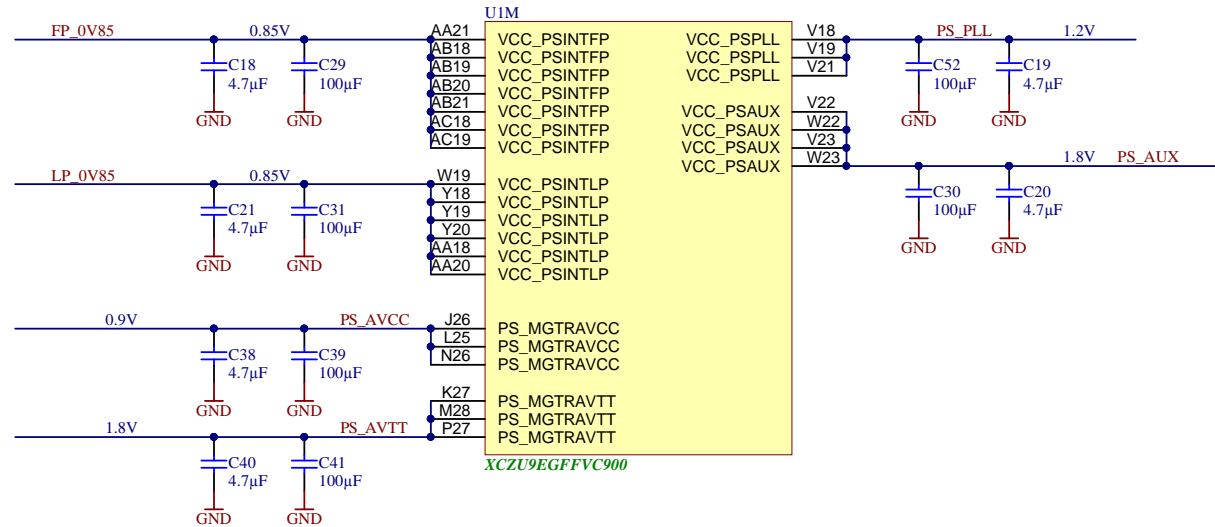 U1M
FP_0V85 0.85V AA21 VCC_PSINTFP VCC_PSPLL V18 PS_PLL 1.2V
AB18 VCC_PSINTFP VCC_PSPLL V19
C18 C29 AB19 VCC_PSINTFP VCC_PSPLL V21 C52 C19
4.7µF 100µF AB20 VCC_PSINTFP 100µF 4.7µF
AB21 VCC_PSINTFP VCC_PSAUX V22
GND GND AC18 VCC_PSINTFP VCC_PSAUX W22 GND GND
AC19 VCC_PSINTFP VCC_PSAUX V23
VCC_PSAUX W23 1.8V PS_AUX
LP_0V85 0.85V W19 VCC_PSINTLP
Y18 VCC_PSINTLP C30 C20
C21 C31 Y19 VCC_PSINTLP 100µF 4.7µF
4.7µF 100µF Y20 VCC_PSINTLP
AA18 VCC_PSINTLP GND GND
GND GND AA20 VCC_PSINTLP
0.9V PS_AVCC J26 PS_MGTRAVCC
L25 PS_MGTRAVCC
C38 C39 N26 PS_MGTRAVCC
4.7µF 100µF
K27 PS_MGTRAVTT
GND GND M28 PS_MGTRAVTT
1.8V PS_AVTT P27 PS_MGTRAVTT
C40 C41 XCZU9EGFFVC900
4.7µF 100µF
GND GND